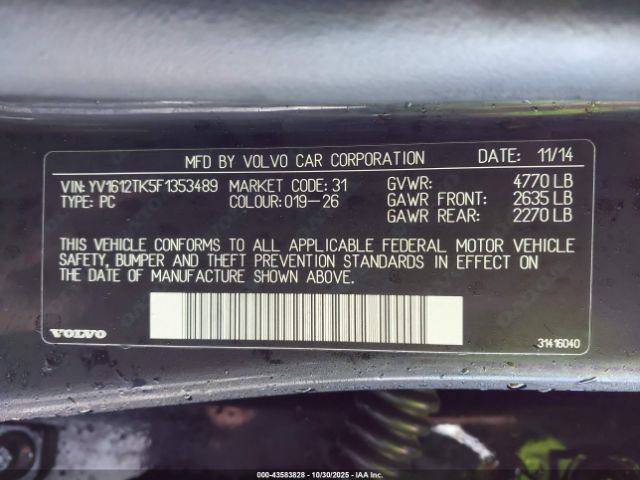 MFD BY VOLVO CAR CORPORATION DATE: 11/14
VIN: YV1612TK5F1353489 MARKET CODE: 31 GVWR: 4770 LB
TYPE: PC COLOUR: 019-26 GAWR FRONT: 2635 LB
GAWR REAR: 2270 LB
THIS VEHICLE CONFORMS TO ALL APPLICABLE FEDERAL MOTOR VEHICLE
SAFETY, BUMPER AND THEFT PREVENTION STANDARDS IN EFFECT ON
THE DATE OF MANUFACTURE SHOWN ABOVE.
VOLVO 31416040
000-43583828 - 10/30/2025 - IAA Inc.